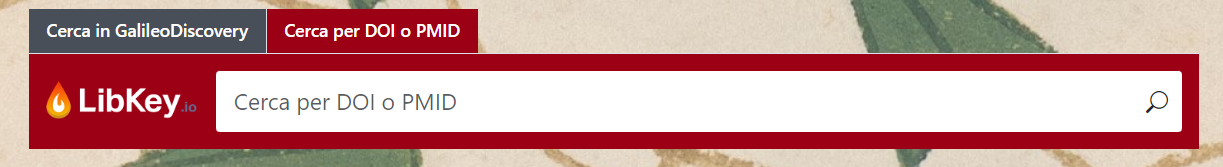 Cerca in GalileoDiscovery Cerca per DOI o PMID
LibKey.io Cerca per DOI o PMID